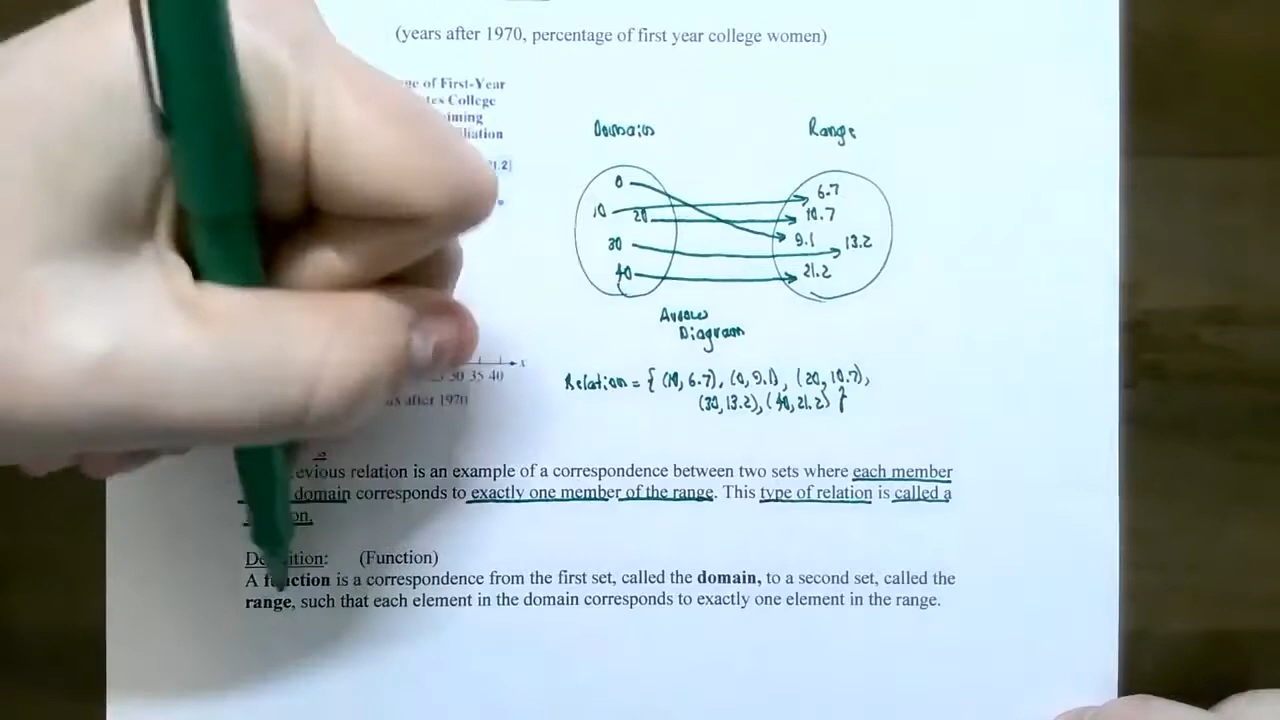 (years after 1970, percentage of first year college women)
of First-Year
College
Domain
Range
0
6.7
10
20
10.7
30
9.1
13.2
40
21.2
Arrow
Diagram
30 35 40
x
after 1970
Relation = { (10, 6.7), (0, 9.1), (20, 10.7),
(30, 13.2), (40, 21.2) }
relation is an example of a correspondence between two sets where each member
domain corresponds to exactly one member of the range. This type of relation is called a
(Function)
A function is a correspondence from the first set, called the domain, to a second set, called the
range, such that each element in the domain corresponds to exactly one element in the range.